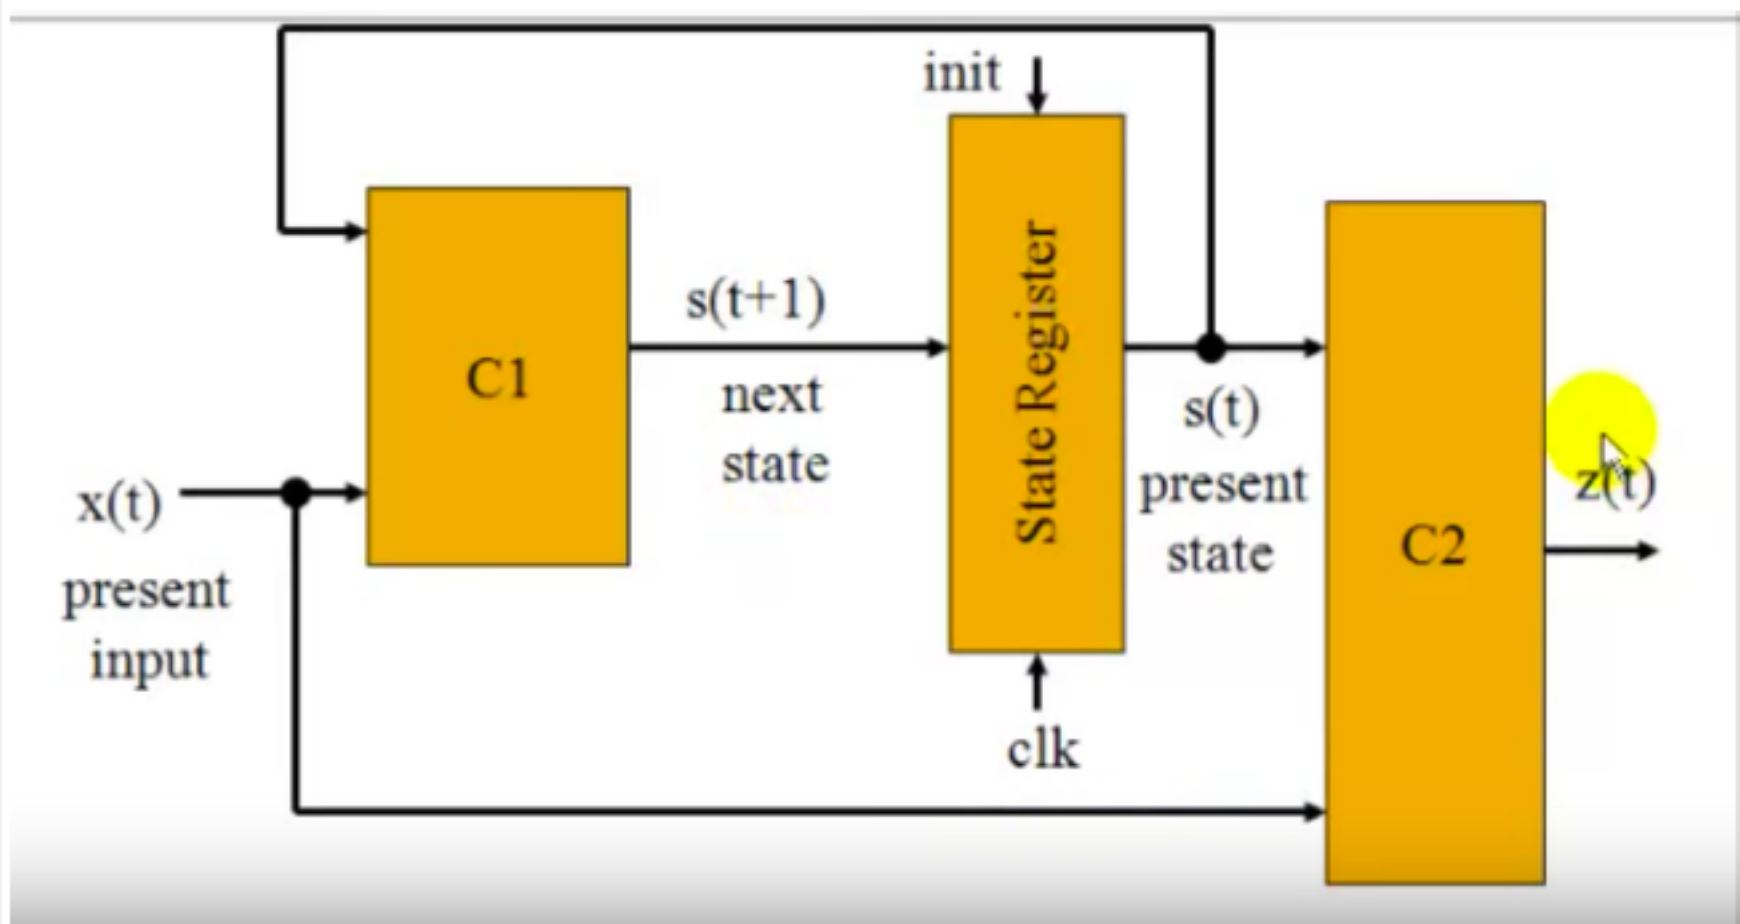 init
C1
s(t+1)
next
state
State Register
s(t)
present
state
C2
z(t)
x(t)
present
input
clk